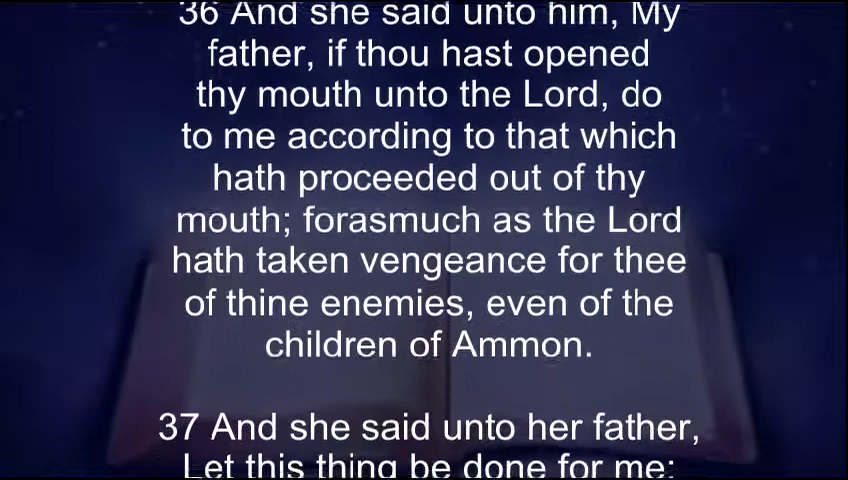 36 And she said unto him, My
father, if thou hast opened
thy mouth unto the Lord, do
to me according to that which
hath proceeded out of thy
mouth; forasmuch as the Lord
hath taken vengeance for thee
of thine enemies, even of the
children of Ammon.
37 And she said unto her father,
Let this thing be done for me: